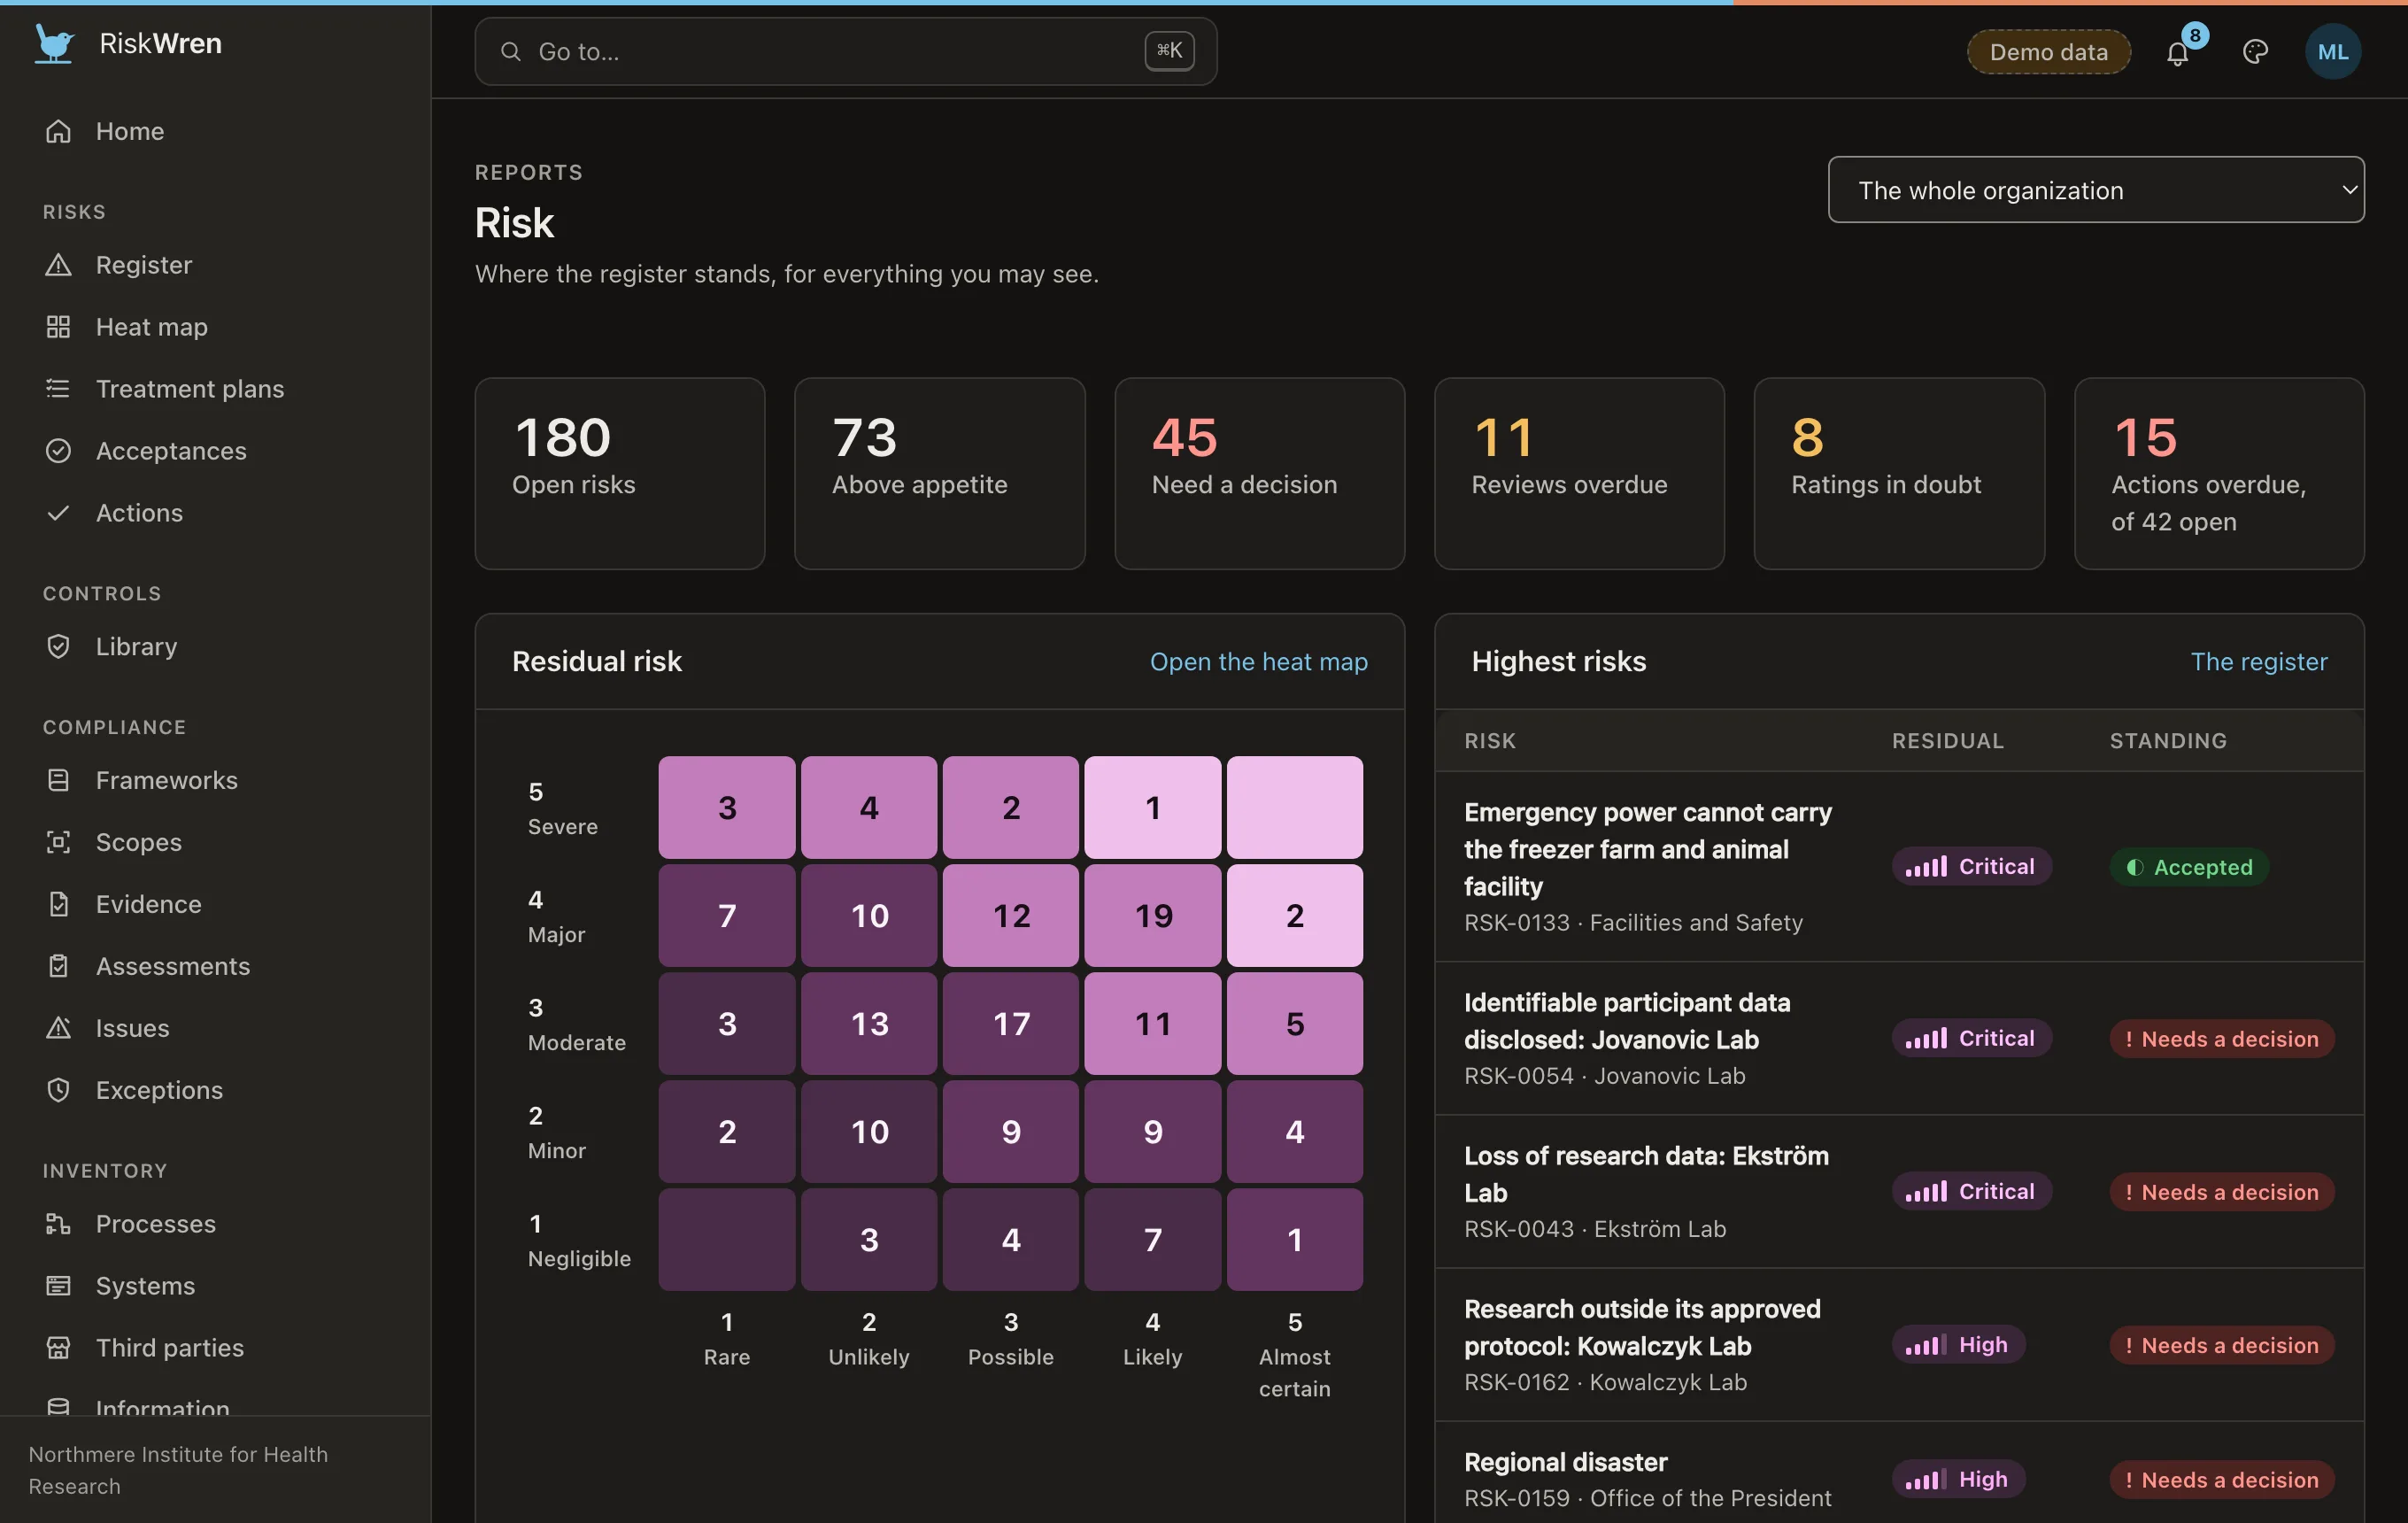 RiskWren
Go to...
⌘K
Demo data
8
ML
Home
RISKS
Register
Heat map
Treatment plans
Acceptances
Actions
CONTROLS
Library
COMPLIANCE
Frameworks
Scopes
Evidence
Assessments
Issues
Exceptions
INVENTORY
Processes
Systems
Third parties
Information
Northmere Institute for Health
Research
REPORTS
Risk
Where the register stands, for everything you may see.
The whole organization
180
Open risks
73
Above appetite
45
Need a decision
11
Reviews overdue
8
Ratings in doubt
15
Actions overdue,
of 42 open
Residual risk
Open the heat map
5
Severe
3 4 2 1
4
Major
7 10 12 19 2
3
Moderate
3 13 17 11 5
2
Minor
2 10 9 9 4
1
Negligible
3 4 7 1
1 2 3 4 5
Rare Unlikely Possible Likely Almost
certain
Highest risks
The register
RISK RESIDUAL STANDING
Emergency power cannot carry
the freezer farm and animal
facility
RSK-0133 · Facilities and Safety
Critical
Accepted
Identifiable participant data
disclosed: Jovanovic Lab
RSK-0054 · Jovanovic Lab
Critical
! Needs a decision
Loss of research data: Ekström
Lab
RSK-0043 · Ekström Lab
Critical
! Needs a decision
Research outside its approved
protocol: Kowalczyk Lab
RSK-0162 · Kowalczyk Lab
High
! Needs a decision
Regional disaster
RSK-0159 · Office of the President
High
! Needs a decision